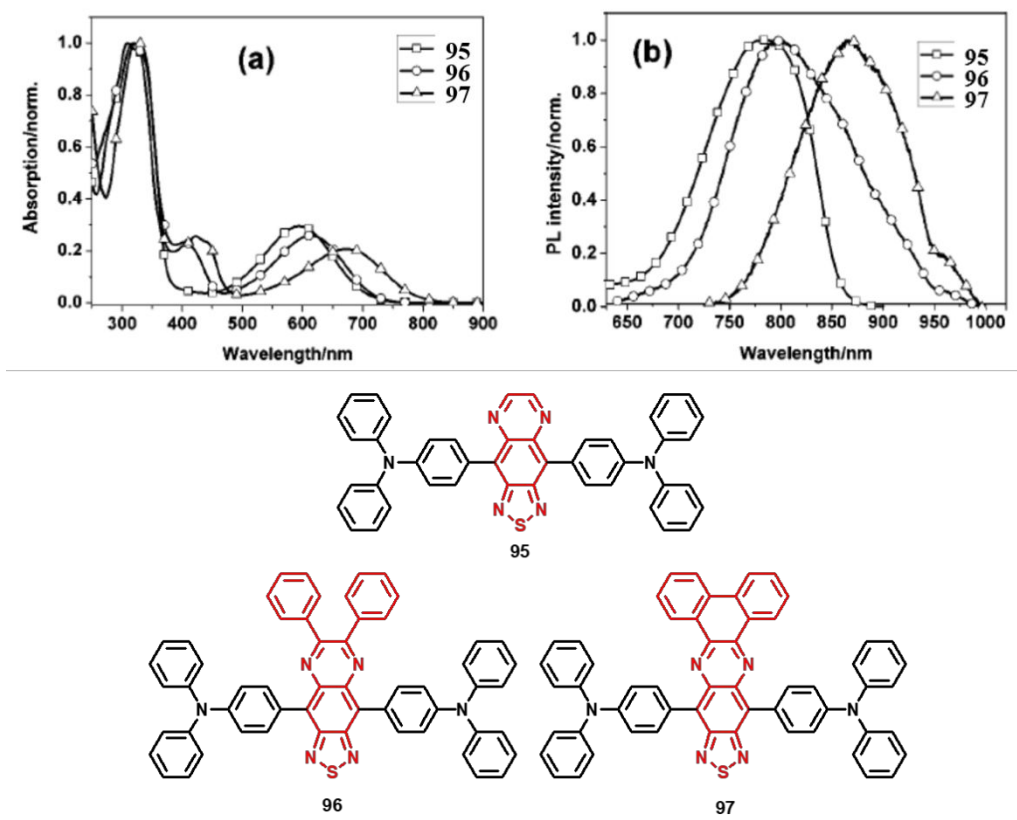 (a)
95
96
97
Absorption/norm.
1.0
0.8
0.6
0.4
0.2
0.0
300 400 500 600 700 800 900
Wavelength/nm
(b)
95
96
97
PL intensity/norm.
1.0
0.8
0.6
0.4
0.2
0.0
650 700 750 800 850 900 950 1000
Wavelength/nm
N N
N N
N N
S
95
N N
N N
N N
S
96
N N
N N
N N
S
97